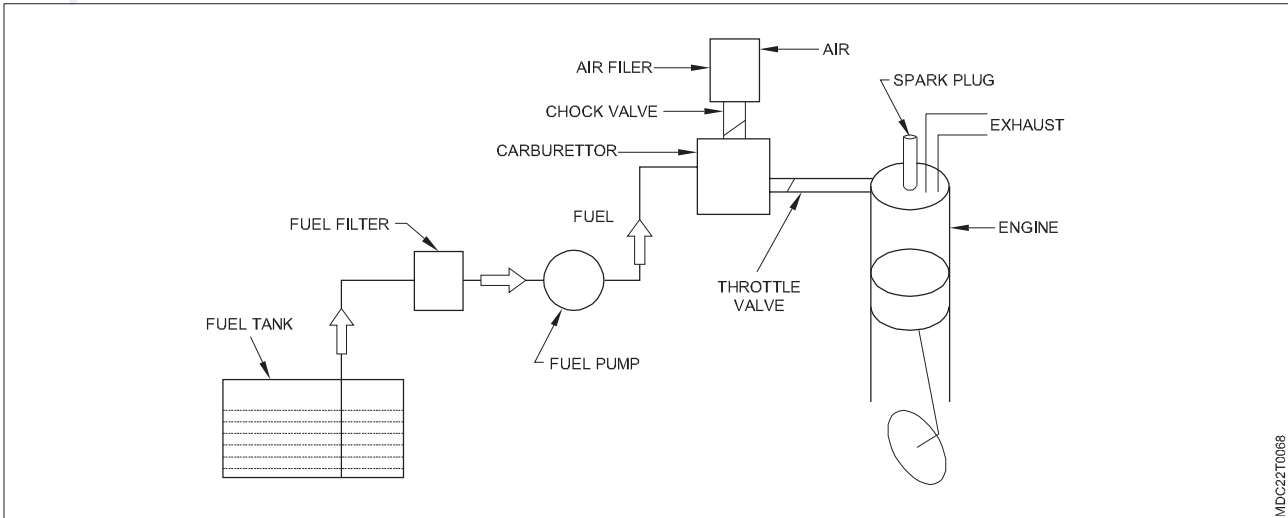 AIR
AIR FILER
SPARK PLUG
CHOCK VALVE
EXHAUST
CARBURETTOR
FUEL
FUEL FILTER
ENGINE
THROTTLE
VALVE
FUEL TANK
FUEL PUMP
MDC22T0068